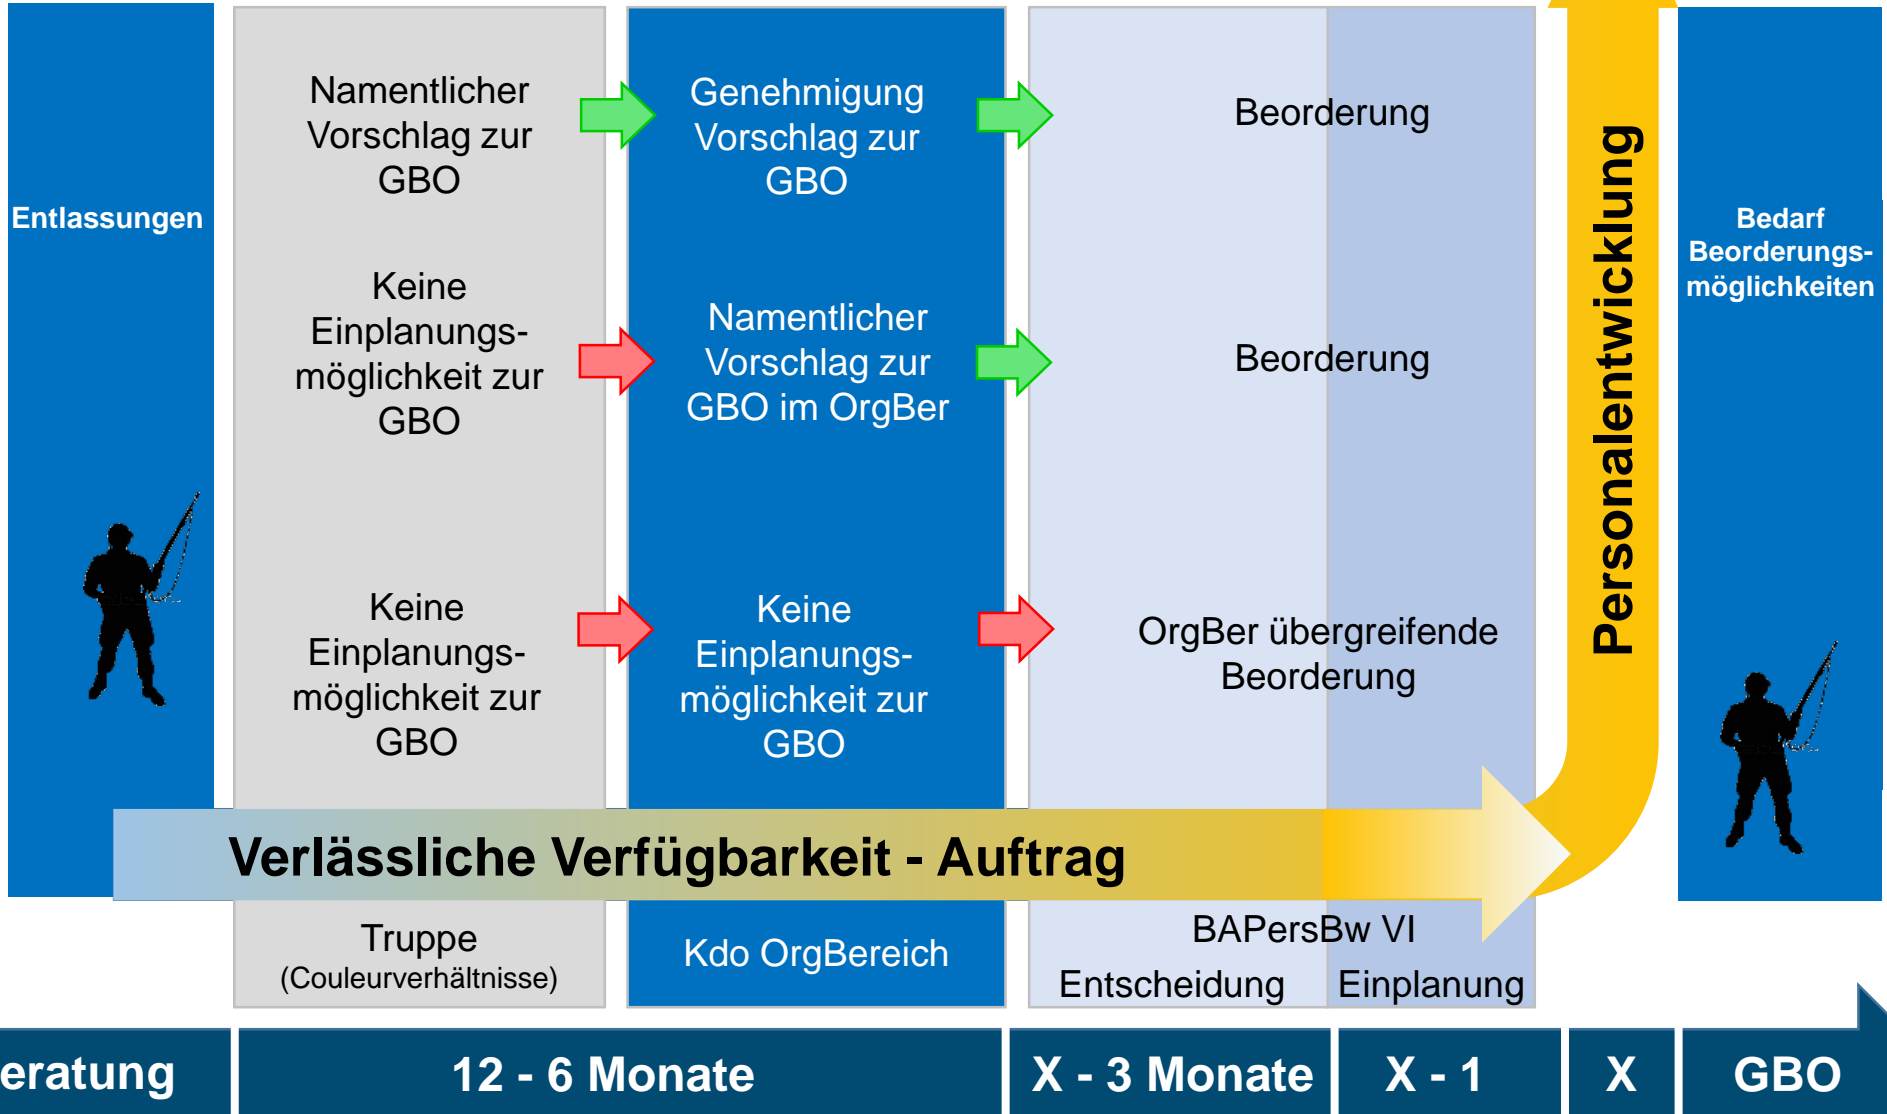 Entlassungen
Namentlicher
Vorschlag zur
GBO
Keine
Einplanungs-
möglichkeit zur
GBO
Keine
Einplanungs-
möglichkeit zur
GBO
Genehmigung
Vorschlag zur
GBO
Namentlicher
Vorschlag zur
GBO im OrgBer
Keine
Einplanungs-
möglichkeit zur
GBO
Beorderung
Beorderung
OrgBer übergreifende
Beorderung
Personalentwicklung
Bedarf
Beorderungs-
möglichkeiten
Verlässliche Verfügbarkeit - Auftrag
Truppe
(Couleurverhältnisse)
Kdo OrgBereich
BAPersBw VI
Entscheidung
Einplanung
eratung
12 - 6 Monate
X - 3 Monate
X - 1
X
GBO